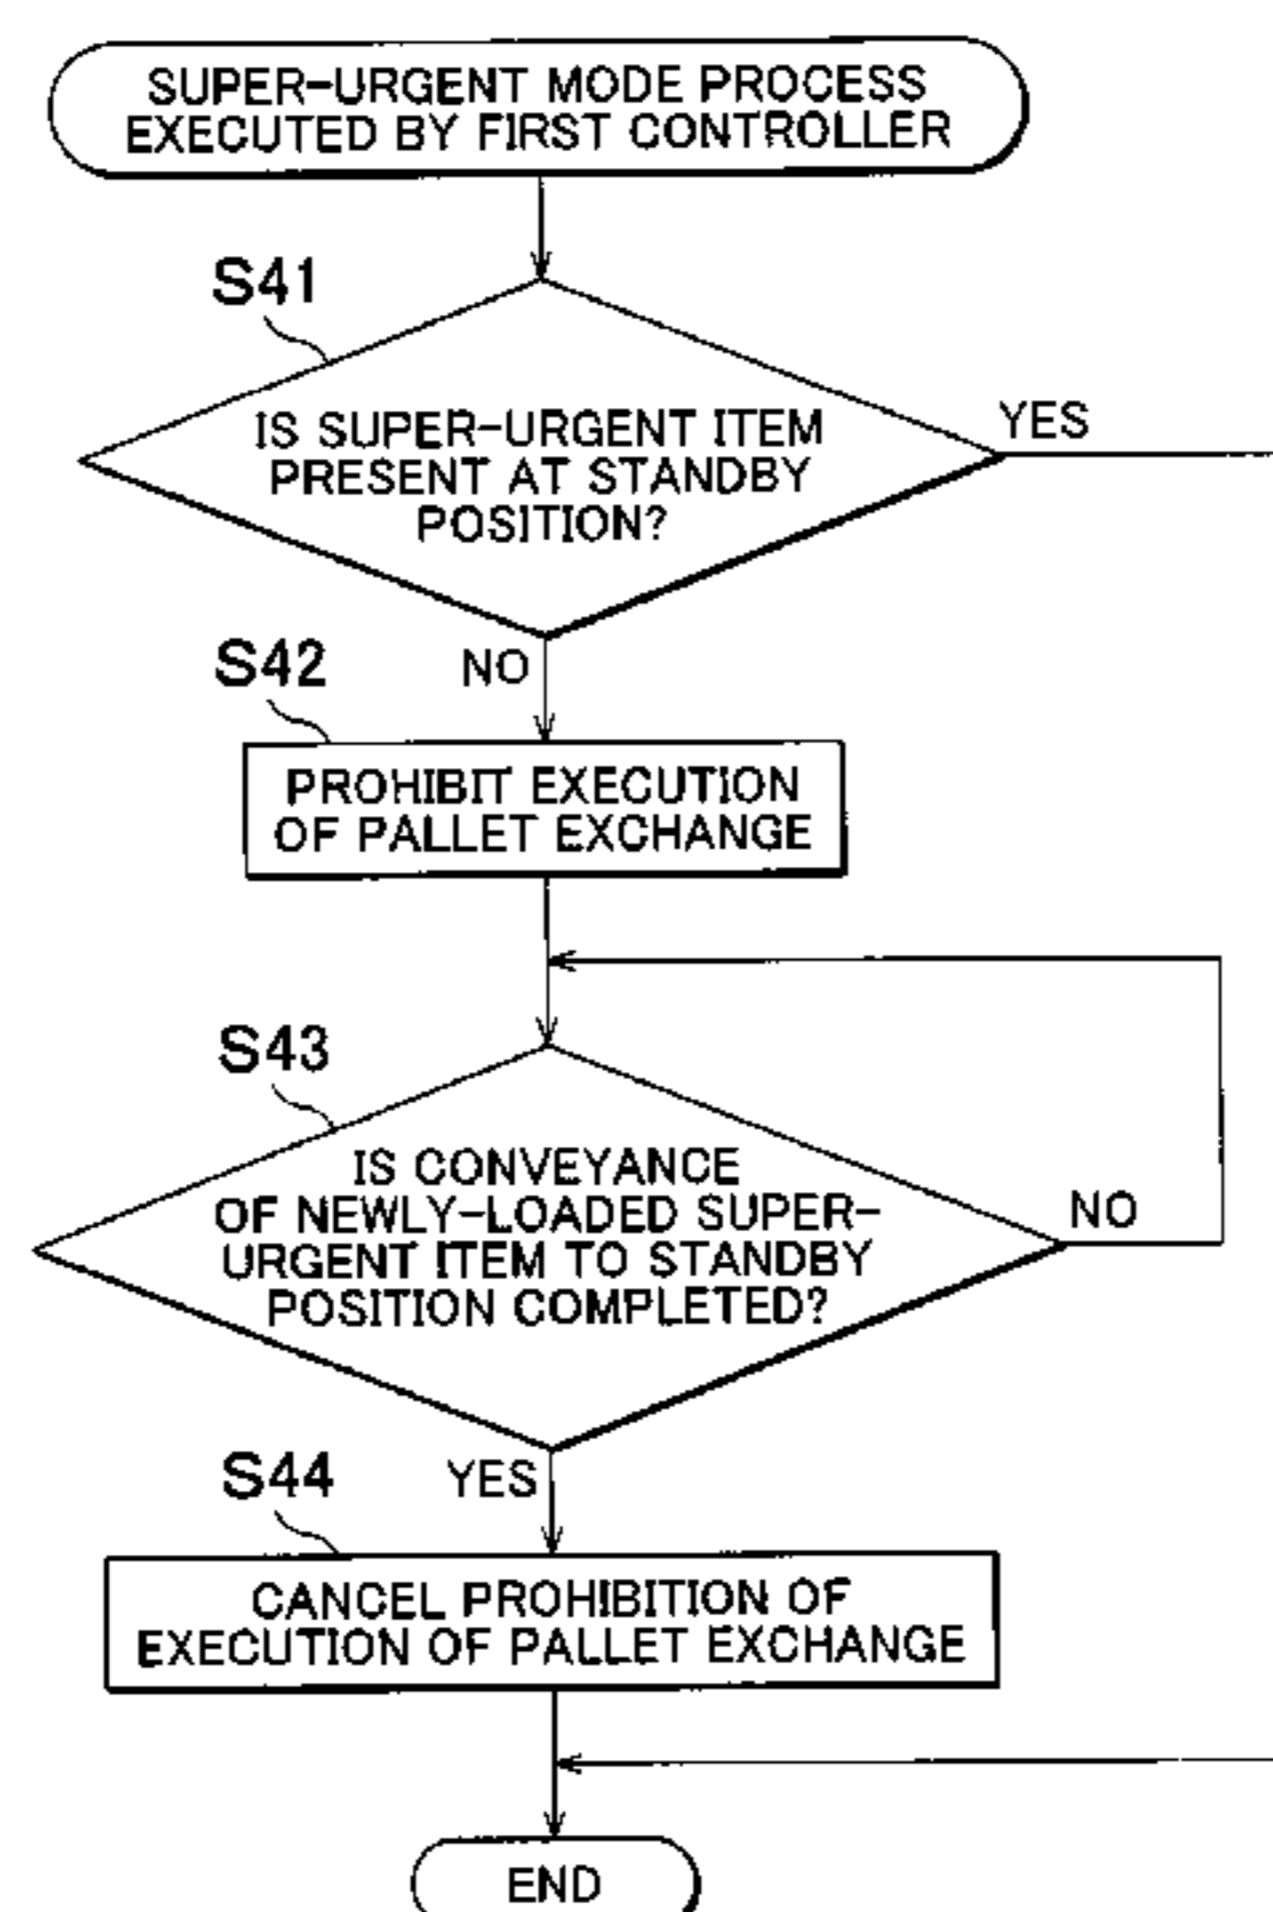 SUPER-URGENT MODE PROCESS
EXECUTED BY FIRST CONTROLLER
S41
IS SUPER-URGENT ITEM
PRESENT AT STANDBY
POSITION?
YES
NO
S42
PROHIBIT EXECUTION
OF PALLET EXCHANGE
S43
IS CONVEYANCE
OF NEWLY-LOADED SUPER-
URGENT ITEM TO STANDBY
POSITION COMPLETED?
NO
YES
S44
CANCEL PROHIBITION OF
EXECUTION OF PALLET EXCHANGE
END